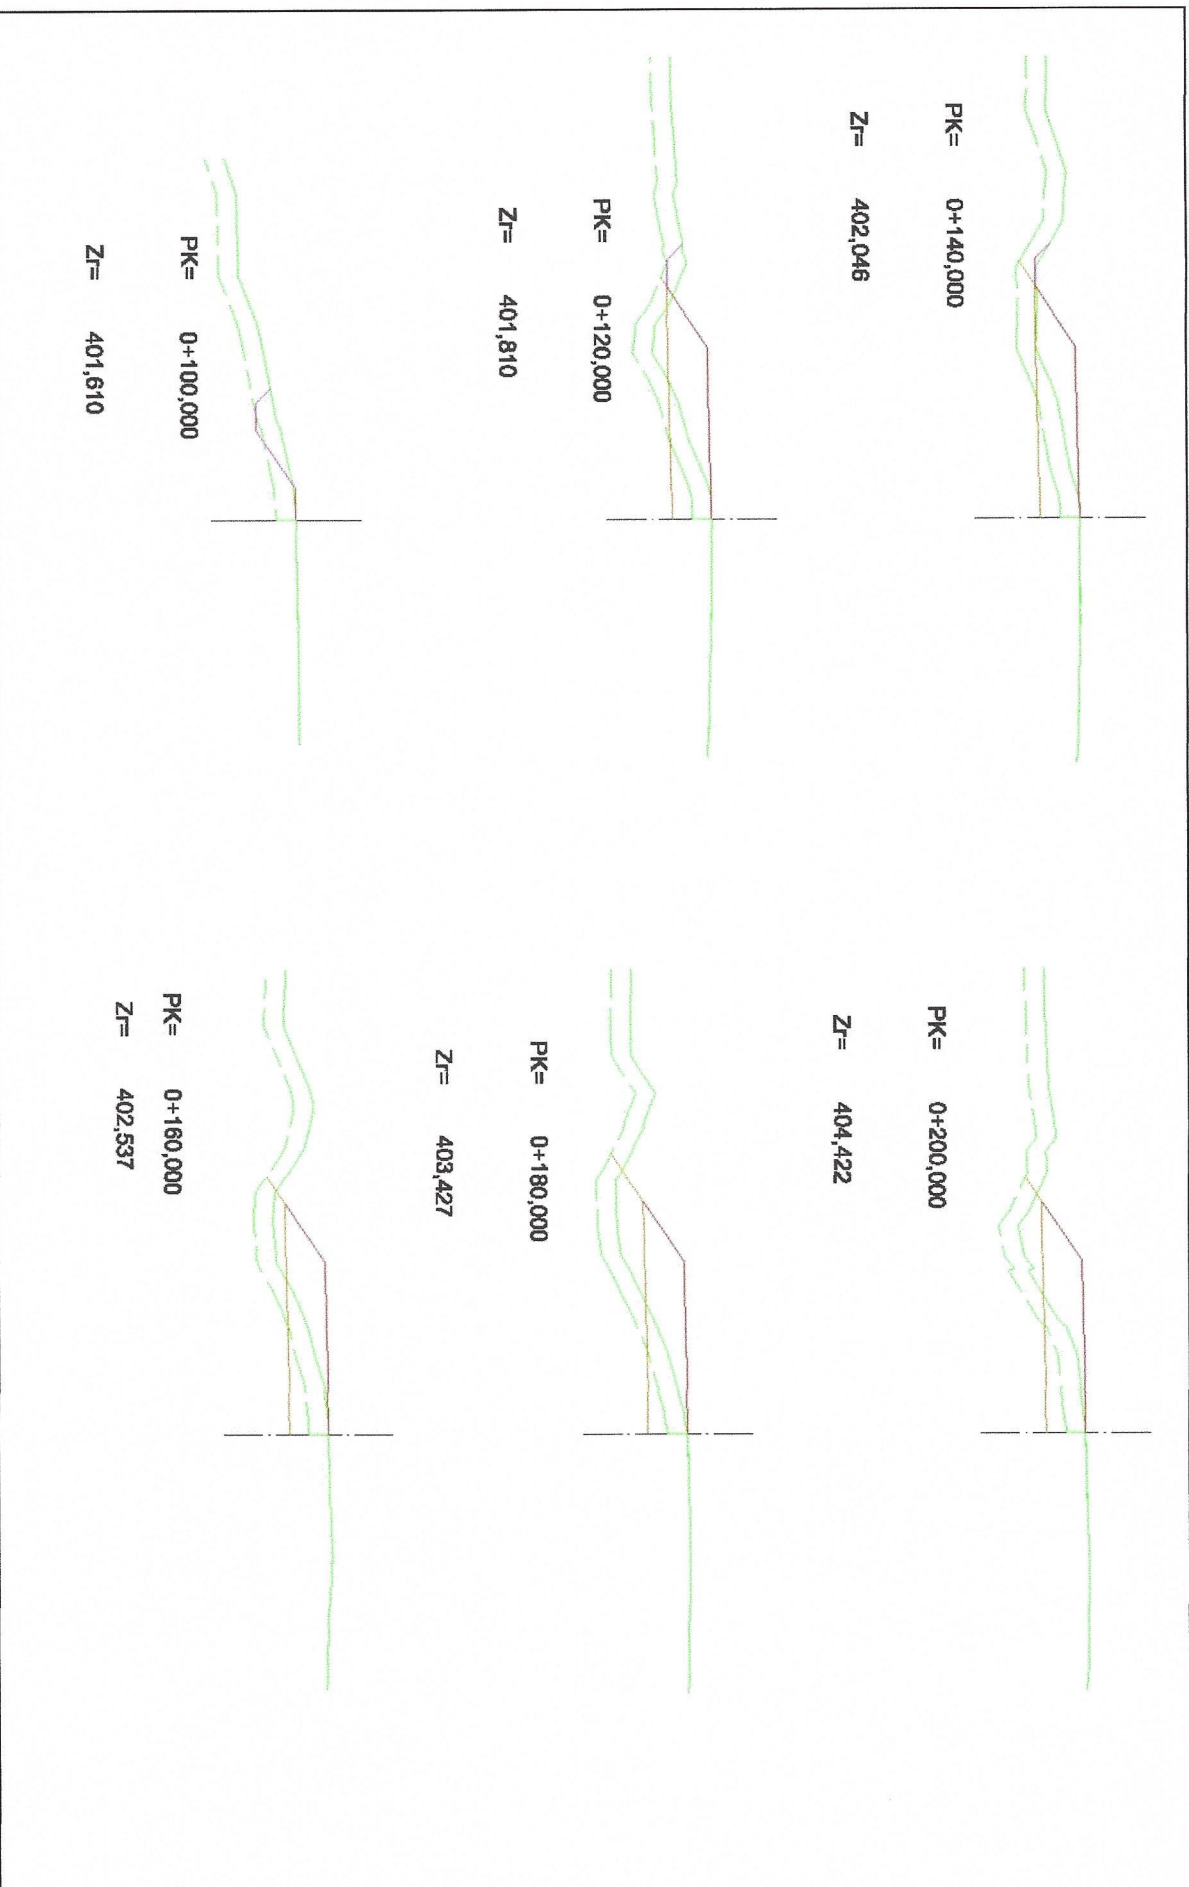 PK= 0+140,000
Zr= 402,046
PK= 0+120,000
Zr= 401,810
PK= 0+100,000
Zr= 401,610
PK= 0+200,000
Zr= 404,422
PK= 0+180,000
Zr= 403,427
PK= 0+160,000
Zr= 402,537